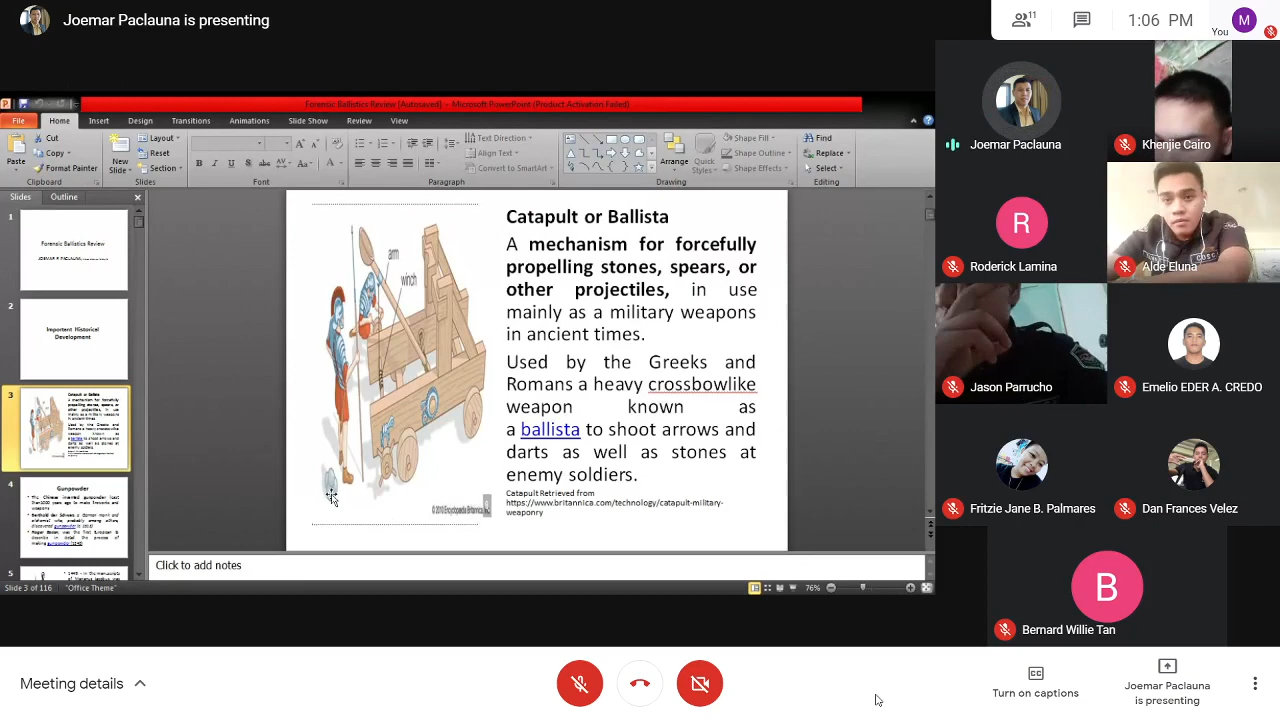 Joemar Paclauna is presenting
11
1:06 PM
You
M
Forensic Ballistics Review [Autosaved] - Microsoft PowerPoint (Product Activation Failed)
File Home Insert Design Transitions Animations Slide Show Review View
Cut
Copy
Format Painter
Paste
Clipboard
New Slide
Layout
Reset
Section
Slides
Font
Text Direction
Align Text
Convert to SmartArt
Paragraph
Arrange
Quick Styles
Shape Fill
Shape Outline
Shape Effects
Drawing
Find
Replace
Select
Editing
Slides Outline
1
Forensic Ballistics Review
2
Important Historical
Development
3
4
Gunpowder
5
arm
winch
© 2010 Encyclopædia Britannica
Catapult or Ballista
A mechanism for forcefully
propelling stones, spears, or
other projectiles, in use
mainly as a military weapons
in ancient times.
Used by the Greeks and
Romans a heavy crossbowlike
weapon known as
a ballista to shoot arrows and
darts as well as stones at
enemy soldiers.
Catapult Retrieved from
https://www.britannica.com/technology/catapult-military-
weaponry
Click to add notes
Slide 3 of 116 "Office Theme" 76%
Joemar Paclauna
Khenjie Cairo
R
Roderick Lamina
Alde Eluna
Jason Parrucho
Emelio EDER A. CREDO
Fritzie Jane B. Palmares
Dan Frances Velez
B
Bernard Willie Tan
Meeting details
Turn on captions
Joemar Paclauna
is presenting